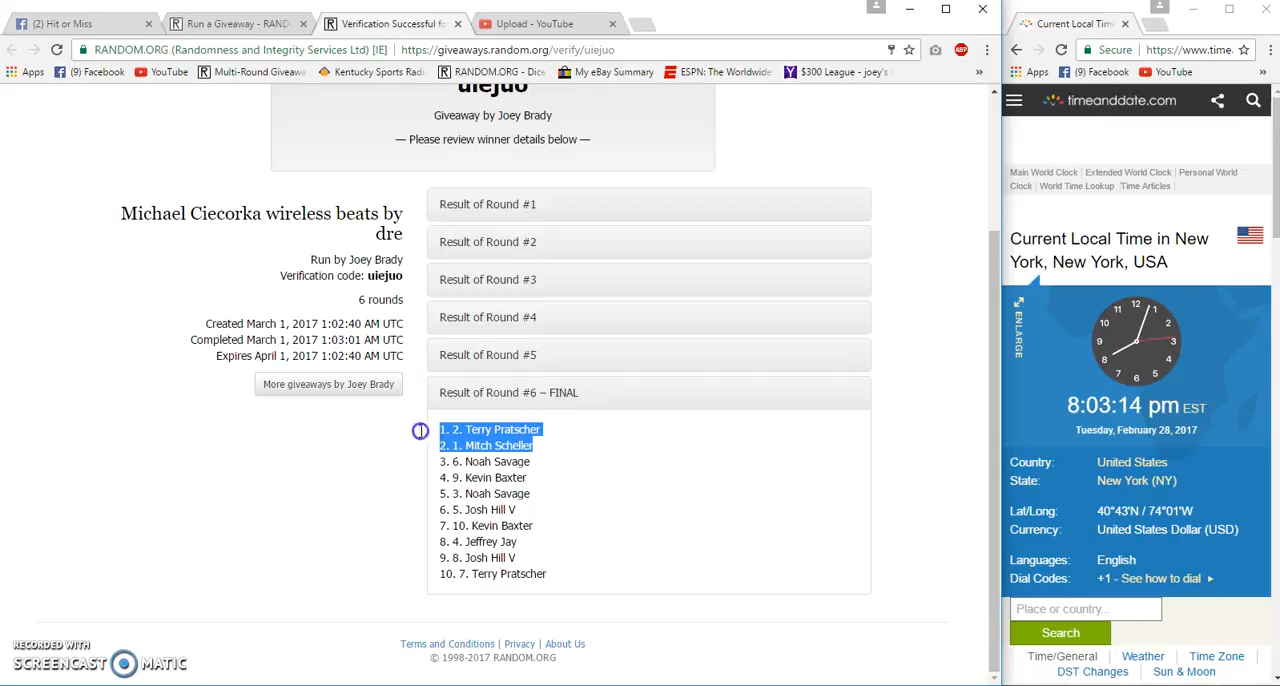 (2) Hit or Miss
Run a Giveaway - RAND
Verification Successful fo
Upload - YouTube
RANDOM.ORG (Randomness and Integrity Services Ltd) [IE]
https://giveaways.random.org/verify/uiejuo
Apps
(9) Facebook
YouTube
Multi-Round Giveawa
Kentucky Sports Radi
RANDOM.ORG - Dice
My eBay Summary
ESPN: The Worldwide
$300 League - joey's
»
uiejuo
Giveaway by Joey Brady
— Please review winner details below —
Michael Ciecorka wireless beats by
dre
Run by Joey Brady
Verification code: uiejuo
6 rounds
Created March 1, 2017 1:02:40 AM UTC
Completed March 1, 2017 1:03:01 AM UTC
Expires April 1, 2017 1:02:40 AM UTC
More giveaways by Joey Brady
Result of Round #1
Result of Round #2
Result of Round #3
Result of Round #4
Result of Round #5
Result of Round #6 – FINAL
1. 2. Terry Pratscher
2. 1. Mitch Scheller
3. 6. Noah Savage
4. 9. Kevin Baxter
5. 3. Noah Savage
6. 5. Josh Hill V
7. 10. Kevin Baxter
8. 4. Jeffrey Jay
9. 8. Josh Hill V
10. 7. Terry Pratscher
Terms and Conditions | Privacy | About Us
© 1998-2017 RANDOM.ORG
RECORDED WITH
SCREENCAST MATIC
Current Local Tim
Secure
https://www.time
Apps
(9) Facebook
YouTube
»
timeanddate.com
Main World Clock | Extended World Clock | Personal World
Clock | World Time Lookup | Time Articles |
Current Local Time in New
York, New York, USA
ENLARGE
12
1
2
3
4
5
6
7
8
9
10
11
8:03:14 pm EST
Tuesday, February 28, 2017
Country: United States
State: New York (NY)
Lat/Long: 40°43'N / 74°01'W
Currency: United States Dollar (USD)
Languages: English
Dial Codes: +1 - See how to dial
Place or country...
Search
Time/General | Weather | Time Zone
DST Changes | Sun & Moon
ABP